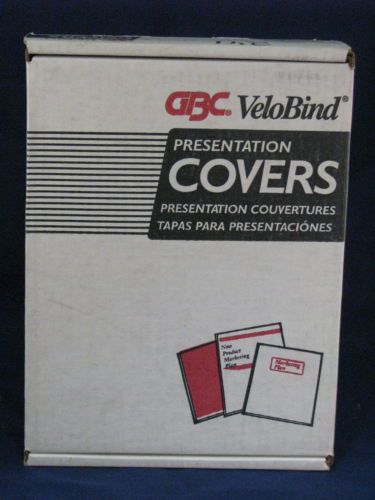 GBC® VeloBind®
PRESENTATION
COVERS
PRESENTATION COUVERTURES
TAPAS PARA PRESENTACIÓNES
New
Product
Marketing
Plan
Marketing
Plan